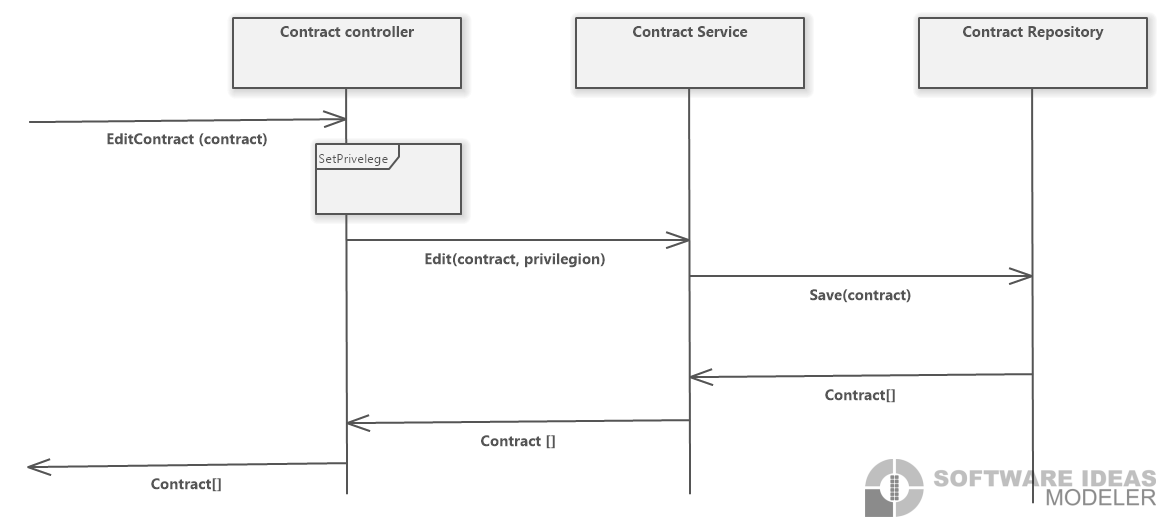 Contract controller
Contract Service
Contract Repository
EditContract (contract)
SetPrivelege
Edit(contract, privilegion)
Save(contract)
Contract[]
Contract []
Contract[]
SOFTWARE IDEAS
MODELER